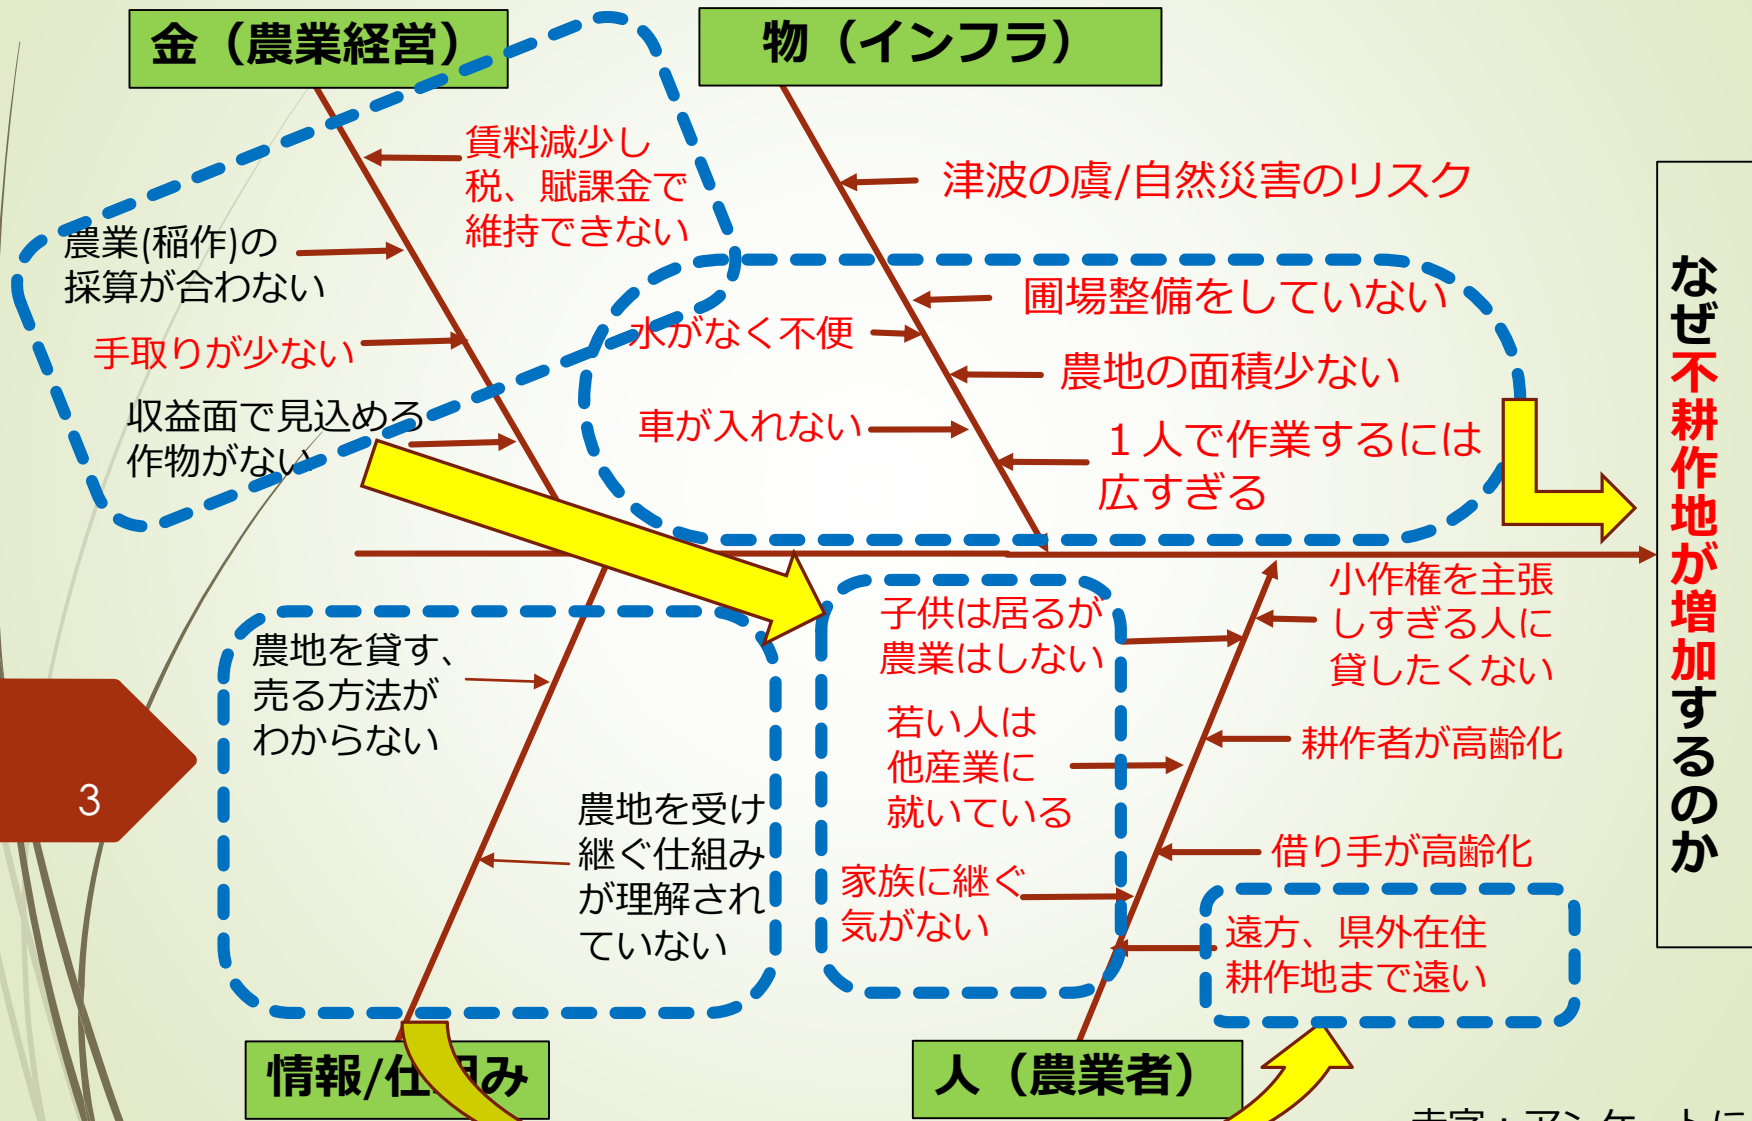 金（農業経営）
物（インフラ）
賃料減少し
税、賦課金で
維持できない
農業(稲作)の
採算が合わない
手取りが少ない
収益面で見込める
作物がない
津波の虞/自然災害のリスク
圃場整備をしていない
水がなく不便
農地の面積少ない
車が入れない
１人で作業するには
広すぎる
なぜ不耕作地が増加するのか
農地を貸す、
売る方法が
わからない
農地を受け
継ぐ仕組み
が理解され
ていない
子供は居るが
農業はしない
若い人は
他産業に
就いている
家族に継ぐ
気がない
小作権を主張
しすぎる人に
貸したくない
耕作者が高齢化
借り手が高齢化
遠方、県外在住
耕作地まで遠い
3
情報/仕組み
人（農業者）